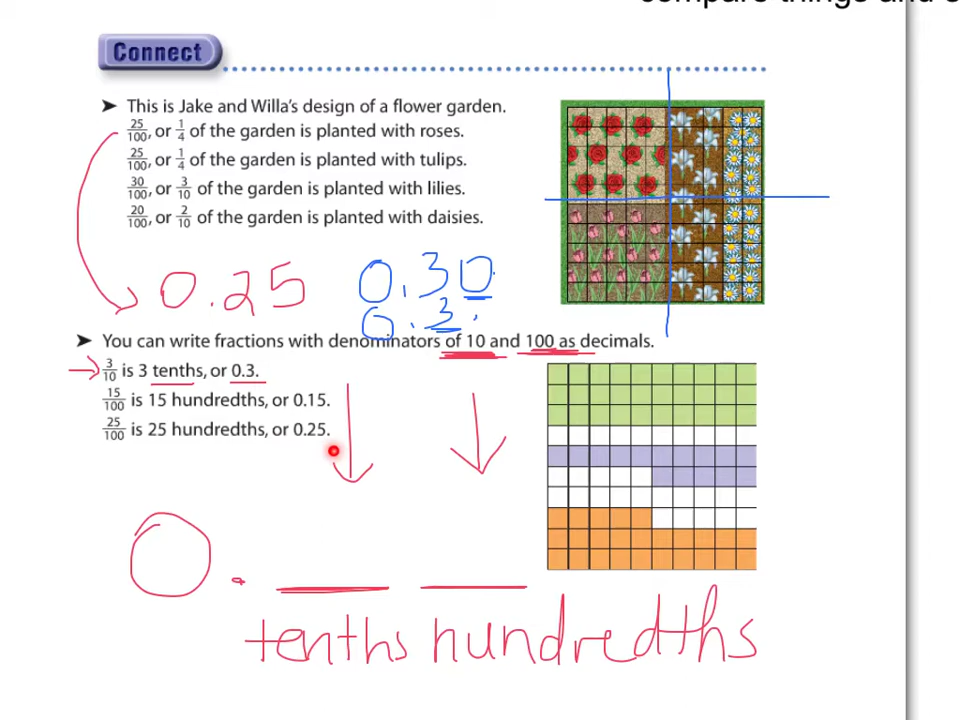 compare things and
Connect
➤ This is Jake and Willa's design of a flower garden.
25/100, or 1/4 of the garden is planted with roses.
25/100, or 1/4 of the garden is planted with tulips.
30/100, or 3/10 of the garden is planted with lilies.
20/100, or 2/10 of the garden is planted with daisies.
0.25 0.30
0.3.
➤ You can write fractions with denominators of 10 and 100 as decimals.
3/10 is 3 tenths, or 0.3.
15/100 is 15 hundredths, or 0.15.
25/100 is 25 hundredths, or 0.25.
0. __ __
tenths hundredths